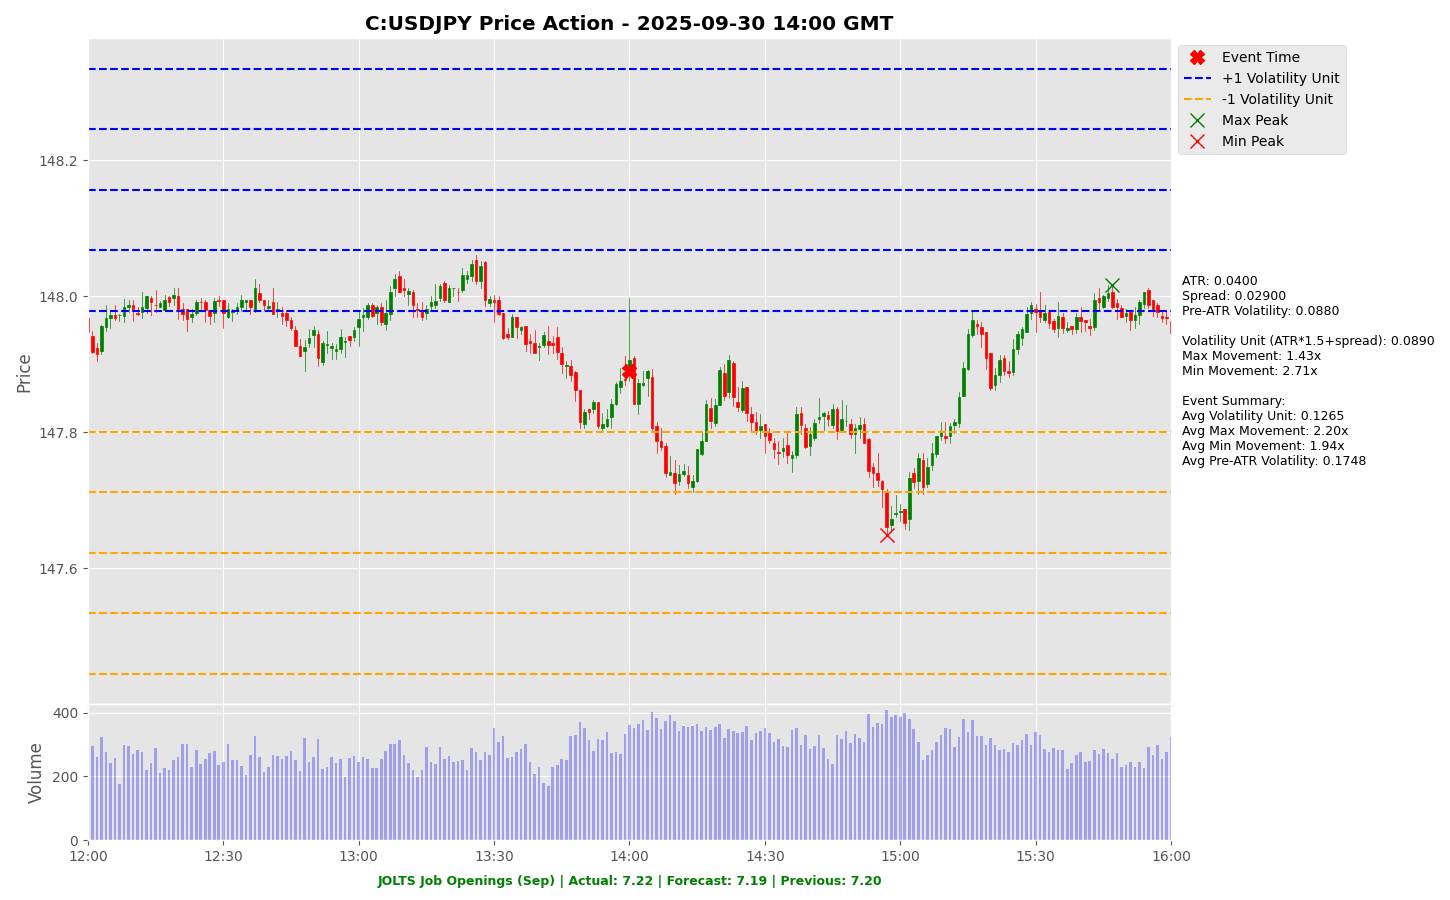 C:USDJPY Price Action - 2025-09-30 14:00 GMT
Event Time
+1 Volatility Unit
-1 Volatility Unit
Max Peak
Min Peak
148.2
148.0
147.8
147.6
Price
ATR: 0.0400
Spread: 0.02900
Pre-ATR Volatility: 0.0880
Volatility Unit (ATR*1.5+spread): 0.0890
Max Movement: 1.43x
Min Movement: 2.71x
Event Summary:
Avg Volatility Unit: 0.1265
Avg Max Movement: 2.20x
Avg Min Movement: 1.94x
Avg Pre-ATR Volatility: 0.1748
400
200
0
Volume
12:00 12:30 13:00 13:30 14:00 14:30 15:00 15:30 16:00
JOLTS Job Openings (Sep) | Actual: 7.22 | Forecast: 7.19 | Previous: 7.20